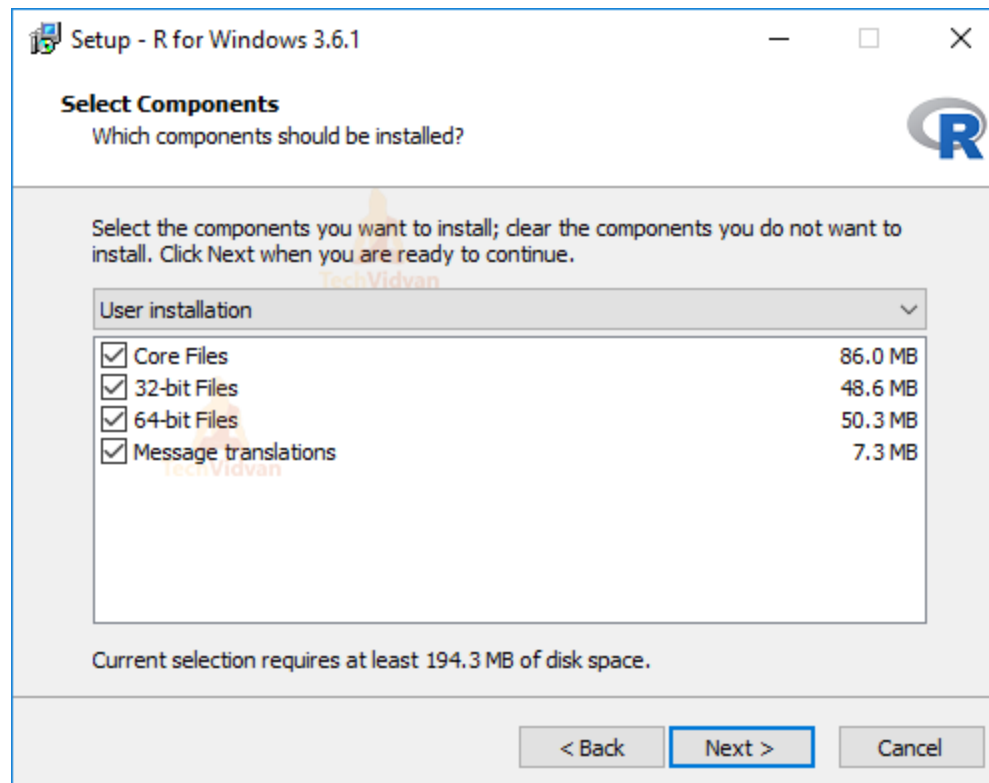 Setup - R for Windows 3.6.1
Select Components
Which components should be installed?
R
Select the components you want to install; clear the components you do not want to
install. Click Next when you are ready to continue.
TechVidvan
User installation
Core Files 86.0 MB
32-bit Files 48.6 MB
64-bit Files 50.3 MB
Message translations 7.3 MB
TechVidvan
Current selection requires at least 194.3 MB of disk space.
< Back Next > Cancel